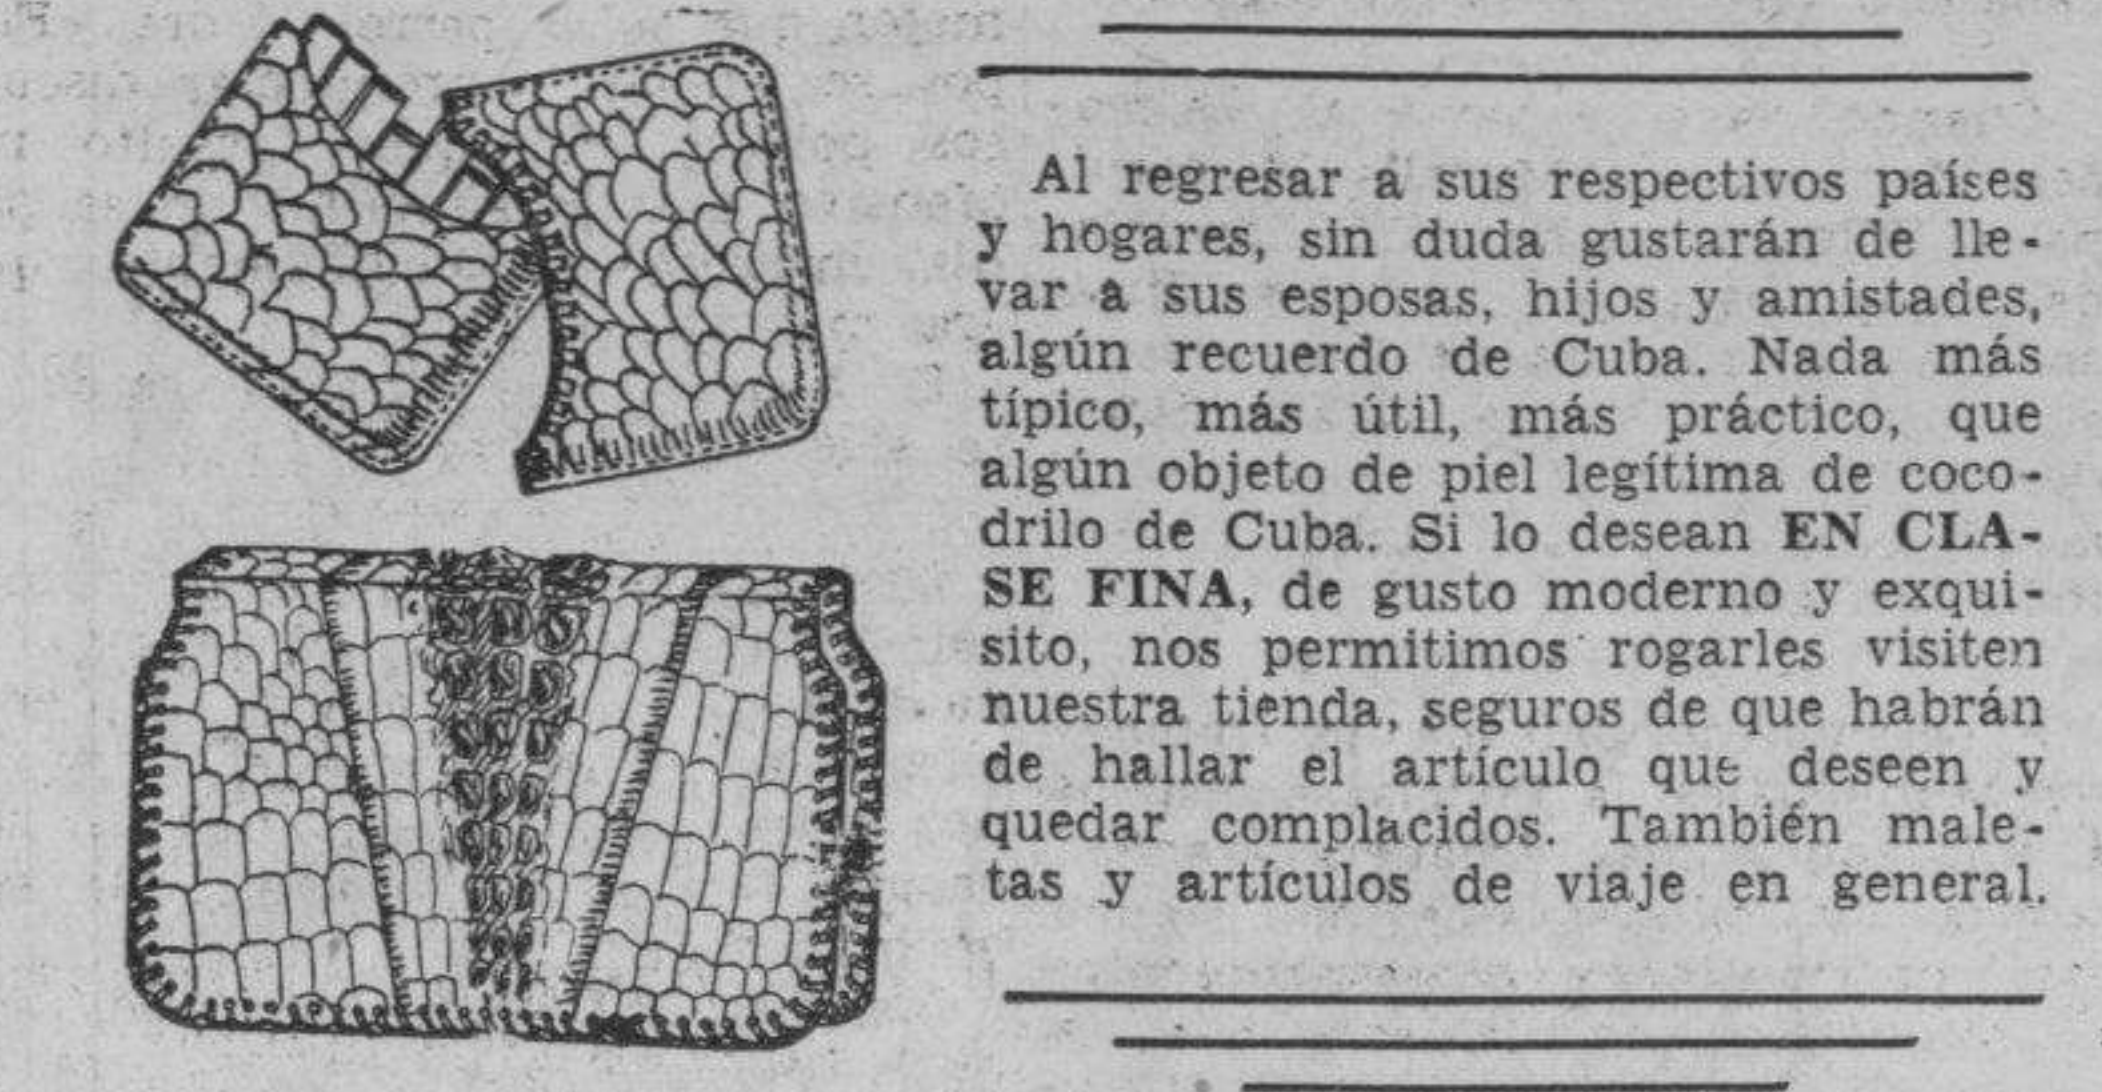 Al regresar a sus respectivos países
y hogares, sin duda gustarán de lle-
var a sus esposas, hijos y amistades,
algún recuerdo de Cuba. Nada más
típico, más útil, más práctico, que
algún objeto de piel legítima de coco-
drilo de Cuba. Si lo desean EN CLA-
SE FINA, de gusto moderno y exqui-
sito, nos permitimos rogarles visiten
nuestra tienda, seguros de que habrán
de hallar el artículo que deseen y
quedar complacidos. También male-
tas y artículos de viaje en general.